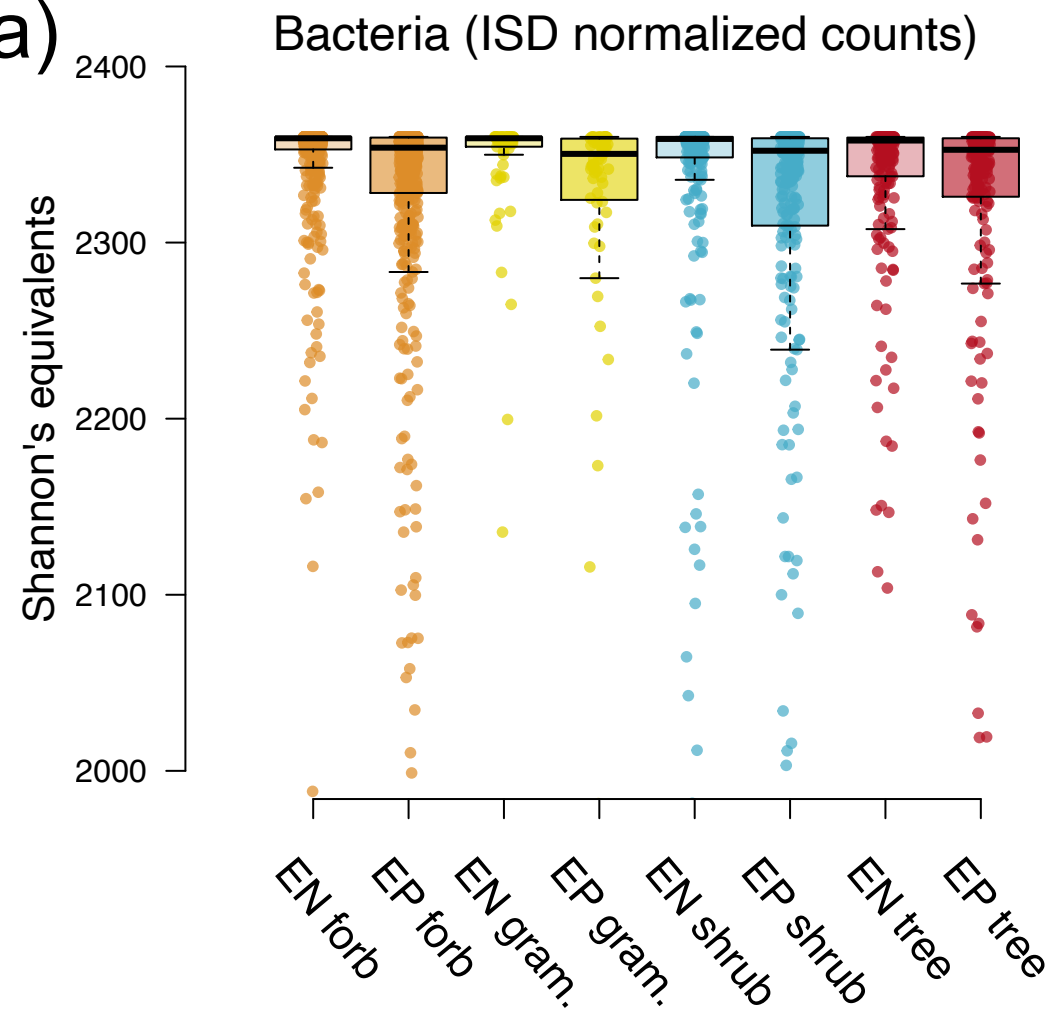 a)
Bacteria (ISD normalized counts)
Shannon's equivalents
2400
2300
2200
2100
2000
EN forb
EP forb
EN gram.
EP gram.
EN shrub
EP shrub
EN tree
EP tree